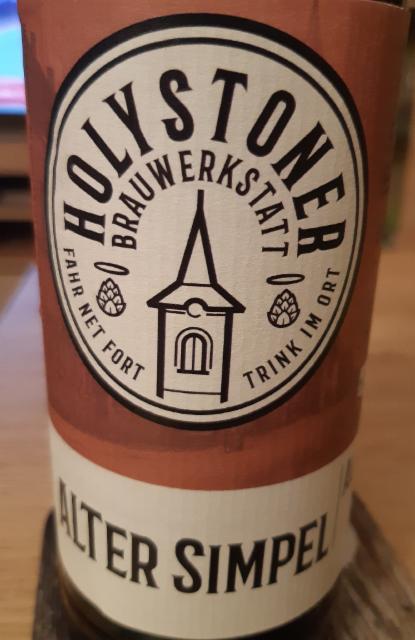 HOLYSTONER
BRAUWERKSTATT
FAHR NET FORT
TRINK IM ORT
ALTER SIMPEL